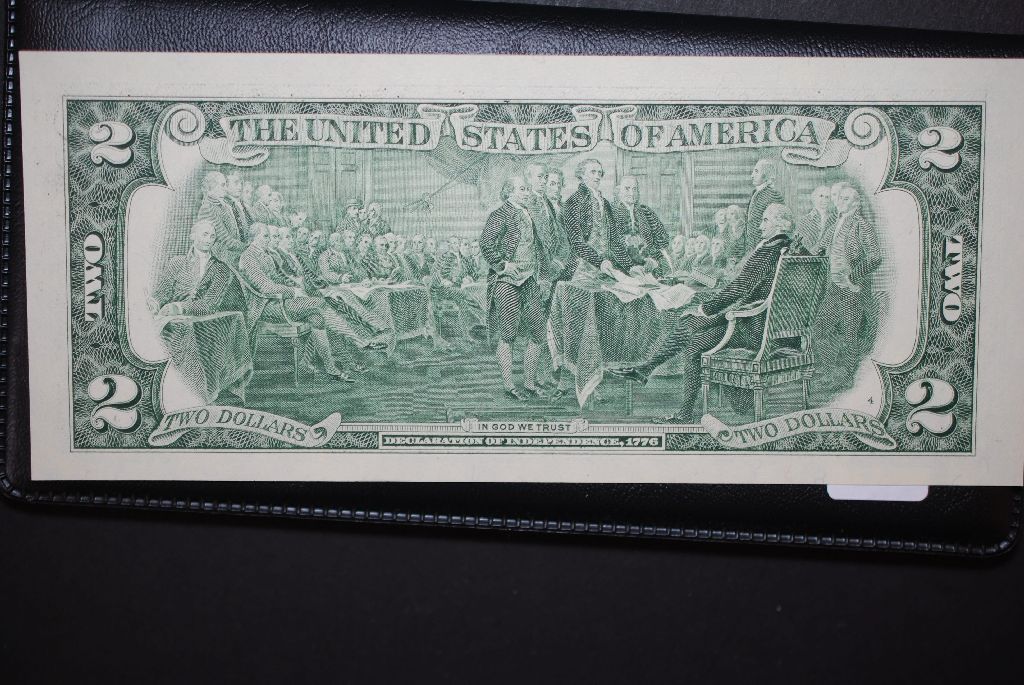 THE UNITED STATES OF AMERICA
2
2
TWO
TWO
2
2
4
TWO DOLLARS
TWO DOLLARS
IN GOD WE TRUST
DECLARATION OF INDEPENDENCE, 1776